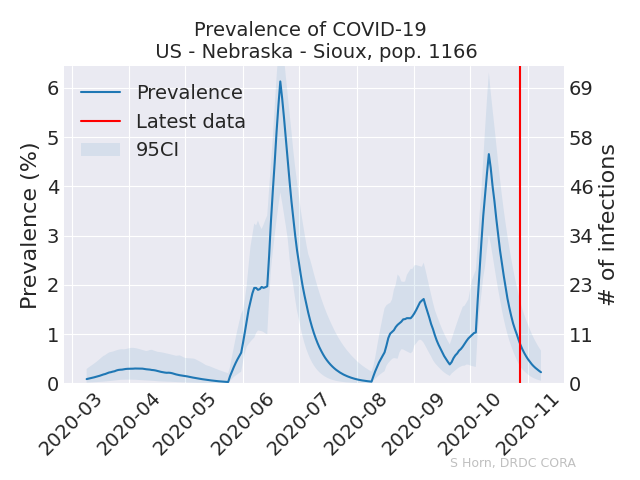 Prevalence of COVID-19
US - Nebraska - Sioux, pop. 1166
Prevalence
Latest data
95CI
Prevalence (%)
6
5
4
3
2
1
0
# of infections
69
58
46
34
23
11
0
2020-03
2020-04
2020-05
2020-06
2020-07
2020-08
2020-09
2020-10
2020-11
S Horn, DRDC CORA